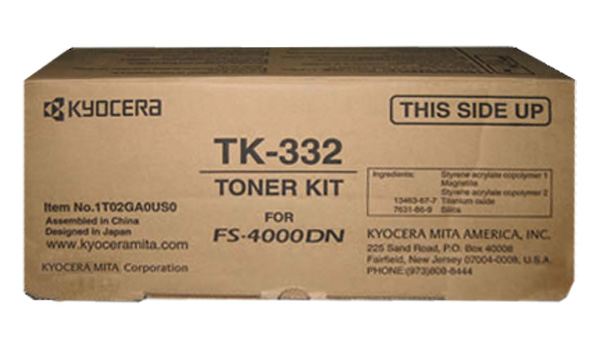 KYOCERA
THIS SIDE UP
TK-332
TONER KIT
FOR
FS-4000DN
Item No.1T02GA0US0
Assembled in China
Designed in Japan
www.kyoceramita.com
KYOCERA MITA Corporation
Ingredients: Styrene acrylate copolymer 1
Magnetite
Styrene acrylate copolymer 2
13463-67-7 Titanium oxide
7631-86-9 Silica
KYOCERA MITA AMERICA, INC.
225 Sand Road, P.O BOX 40008
Fairfield, New Jersey 07004-0008, U.S.A
PHONE:(973)808-8444